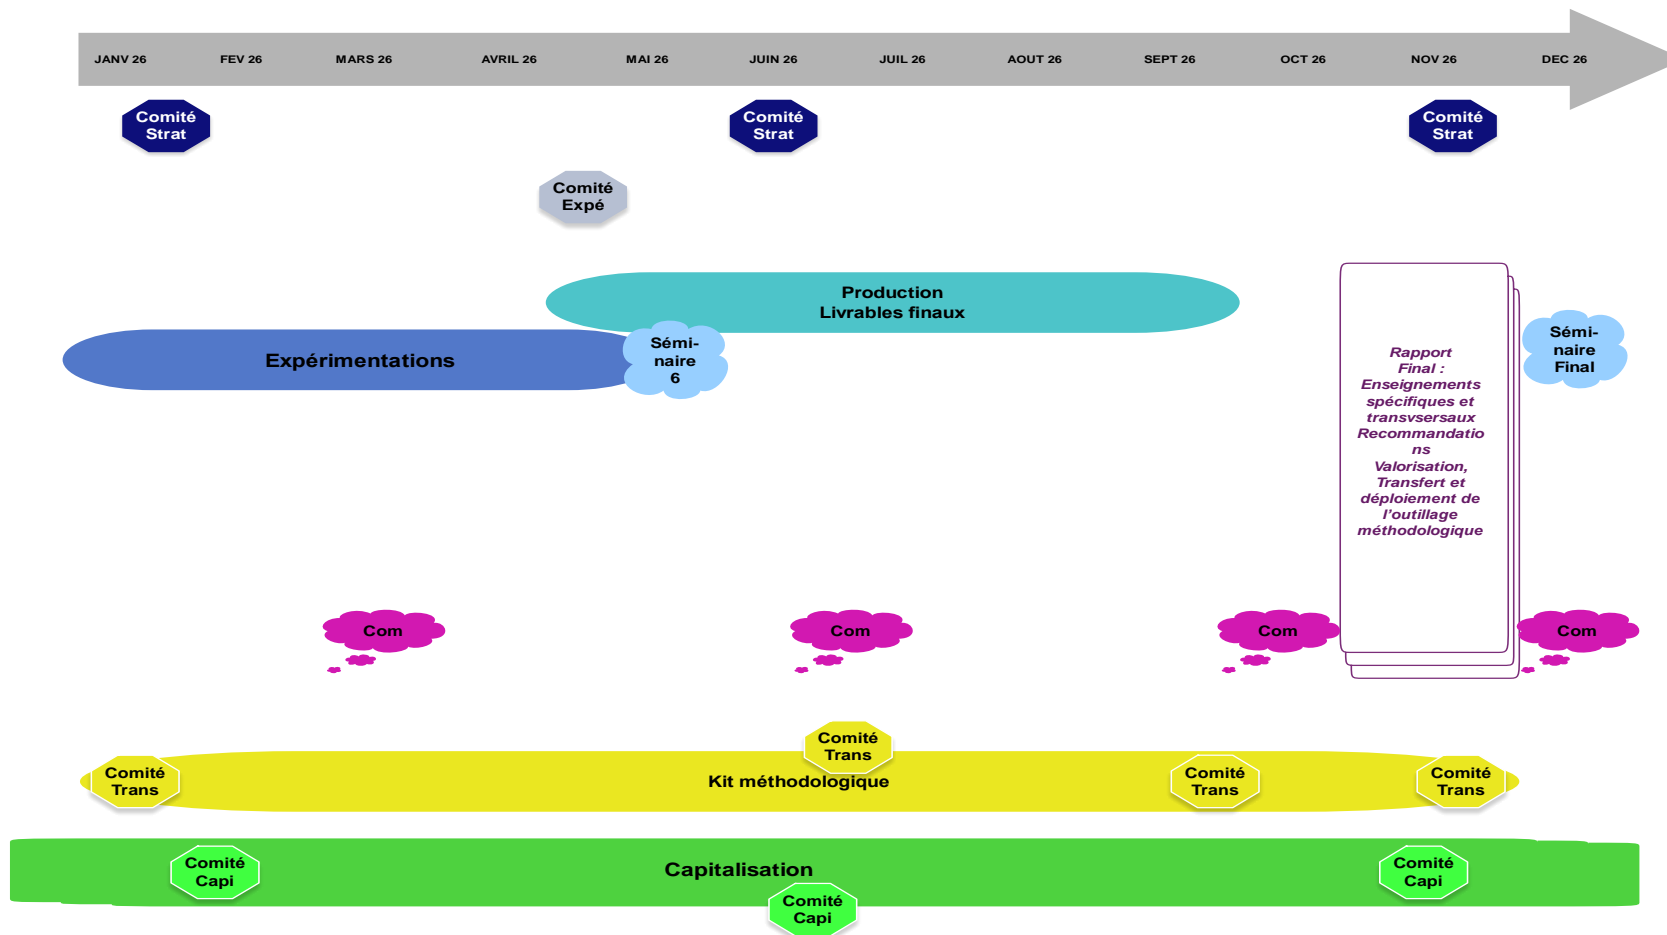 JANV 26 FEV 26 MARS 26 AVRIL 26 MAI 26 JUIN 26 JUIL 26 AOUT 26 SEPT 26 OCT 26 NOV 26 DEC 26
Comité
Strat
Comité
Strat
Comité
Strat
Comité
Expé
Production
Livrables finaux
Expérimentations
Sémi-
naire
6
Rapport
Final :
Enseignements
spécifiques et
transvsersaux
Recommandatio
ns
Valorisation,
Transfert et
déploiement de
l'outillage
méthodologique
Sémi-
naire
Final
Com
Com
Com
Com
Comité
Trans
Comité
Trans
Kit méthodologique
Comité
Trans
Comité
Trans
Comité
Capi
Capitalisation
Comité
Capi
Comité
Capi